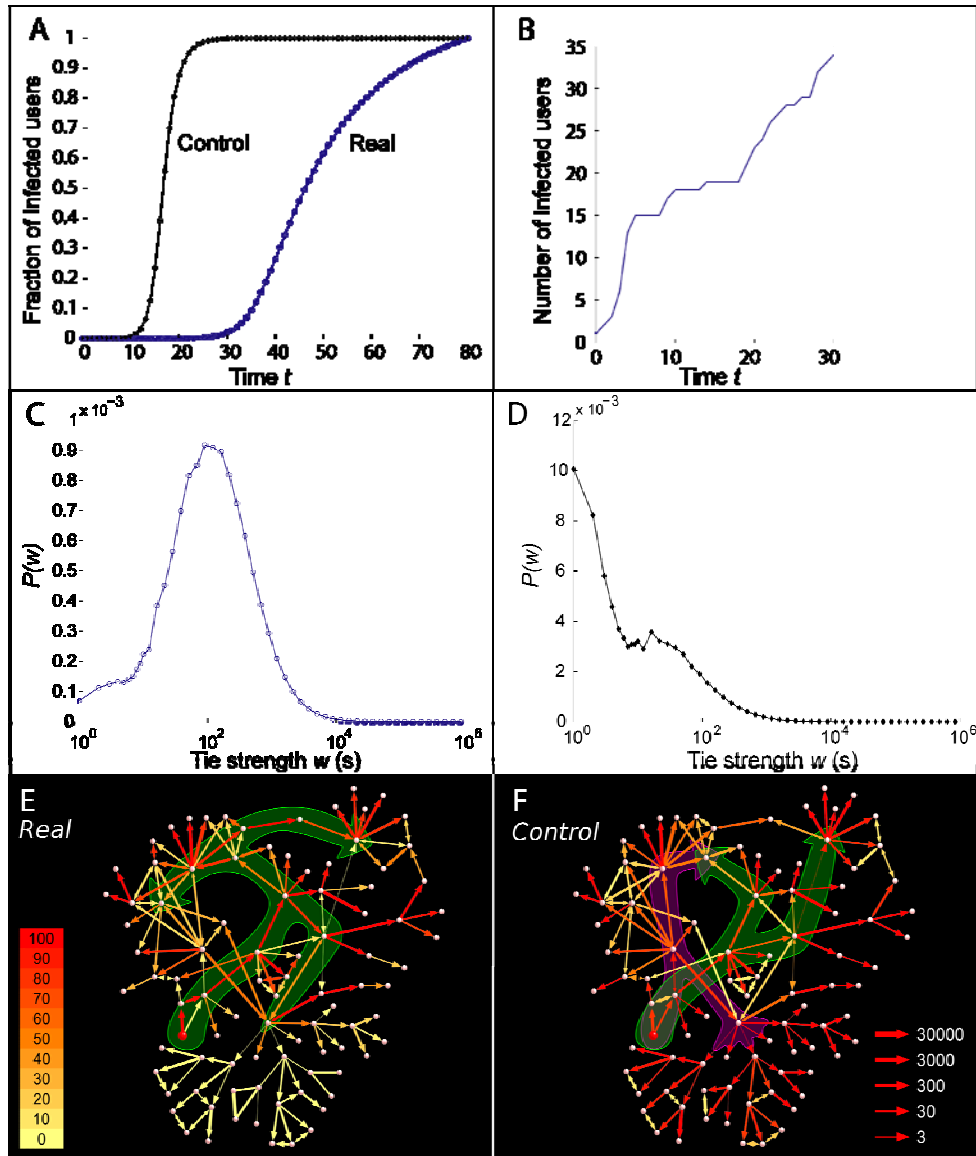 A
Fraction of infected users
1
0.9
0.8
0.7
0.6
0.5
0.4
0.3
0.2
0.1
0
Control
Real
0 10 20 30 40 50 60 70 80
Time t
B
Number of infected users
35
30
25
20
15
10
5
0
0 10 20 30
Time t
C
1 × 10⁻³
P(w)
0.9
0.8
0.7
0.6
0.5
0.4
0.3
0.2
0.1
0
10⁰ 10² 10⁴ 10⁶
Tie strength w (s)
D
12 × 10⁻³
P(w)
10
8
6
4
2
0
10⁰ 10² 10⁴ 10⁶
Tie strength w (s)
E
Real
100
90
80
70
60
50
40
30
20
10
0
F
Control
30000
3000
300
30
3